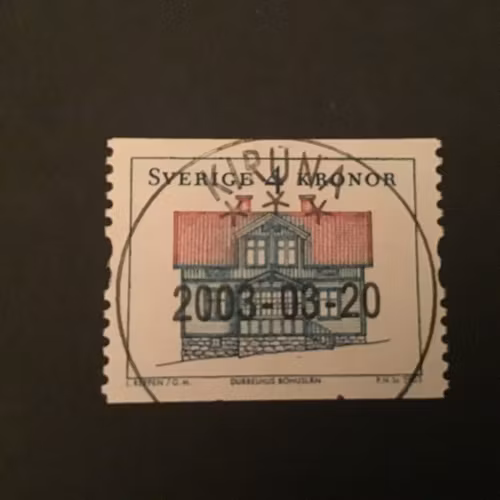 KIRUNA
SVERIGE 4 KRONOR
2003-03-20
DUBBELHUS BOHUSLÄN